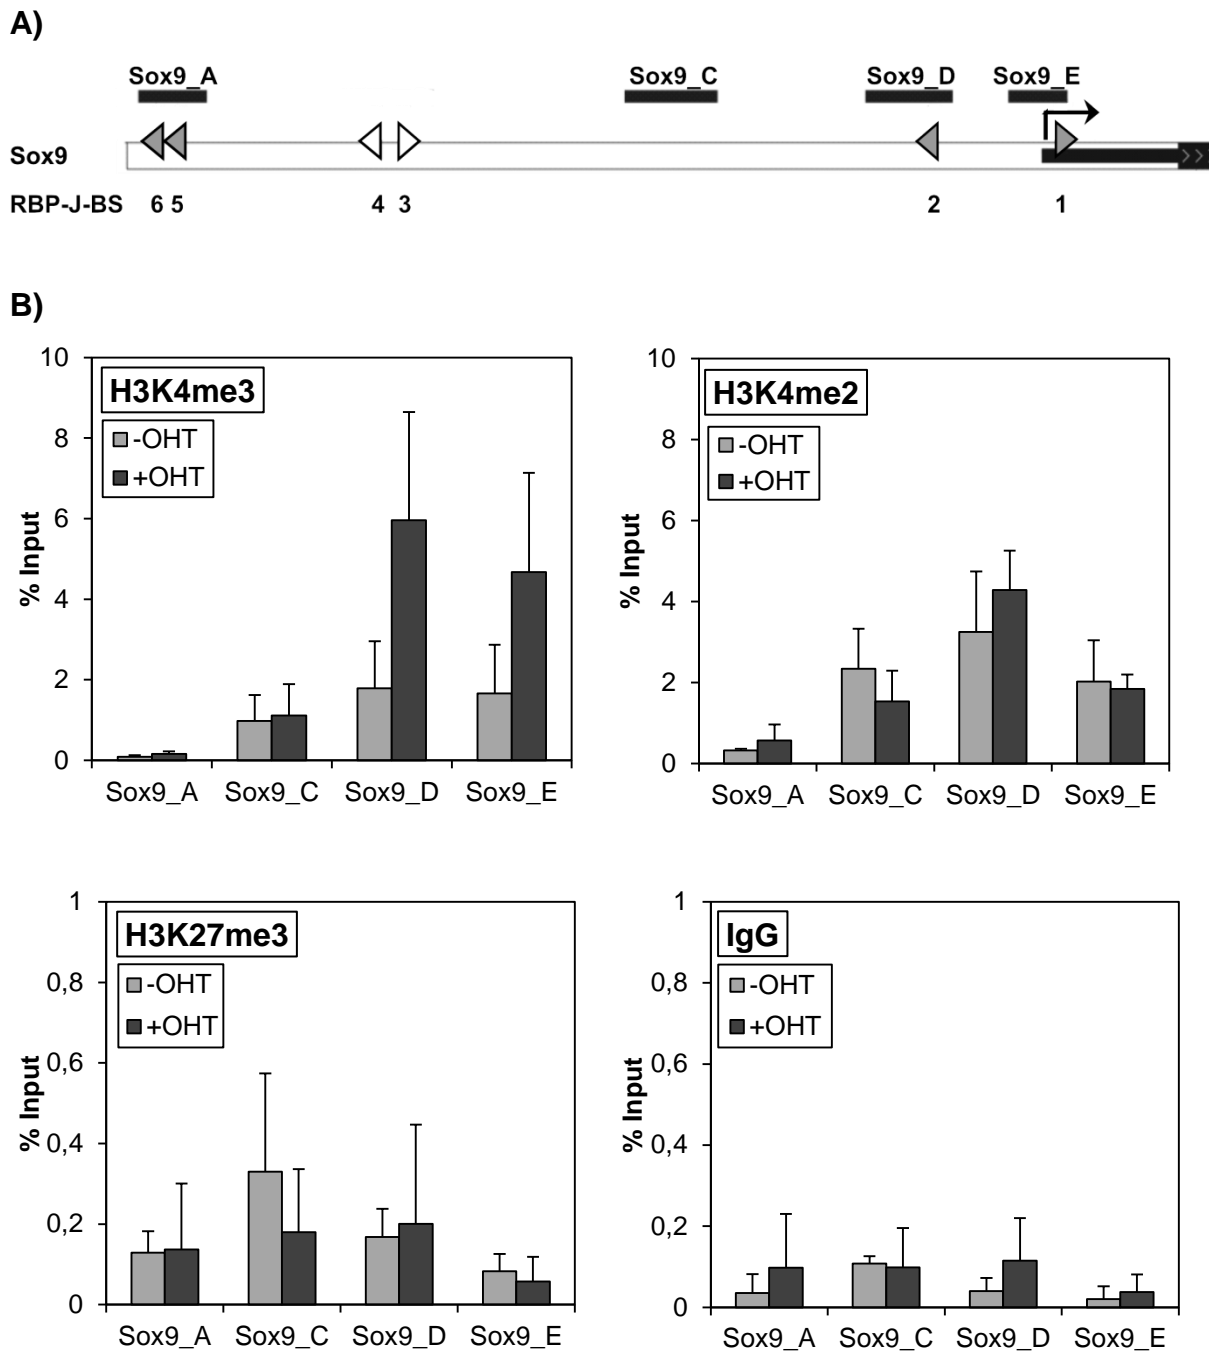 A)
Sox9_A Sox9_C Sox9_D Sox9_E
Sox9
RBP-J-BS 6 5 4 3 2 1
B)
10
8
6
4
2
0
% Input
H3K4me3
-OHT
+OHT
Sox9_A Sox9_C Sox9_D Sox9_E
10
8
6
4
2
0
% Input
H3K4me2
-OHT
+OHT
Sox9_A Sox9_C Sox9_D Sox9_E
1
0,8
0,6
0,4
0,2
0
% Input
H3K27me3
-OHT
+OHT
Sox9_A Sox9_C Sox9_D Sox9_E
1
0,8
0,6
0,4
0,2
0
% Input
IgG
-OHT
+OHT
Sox9_A Sox9_C Sox9_D Sox9_E